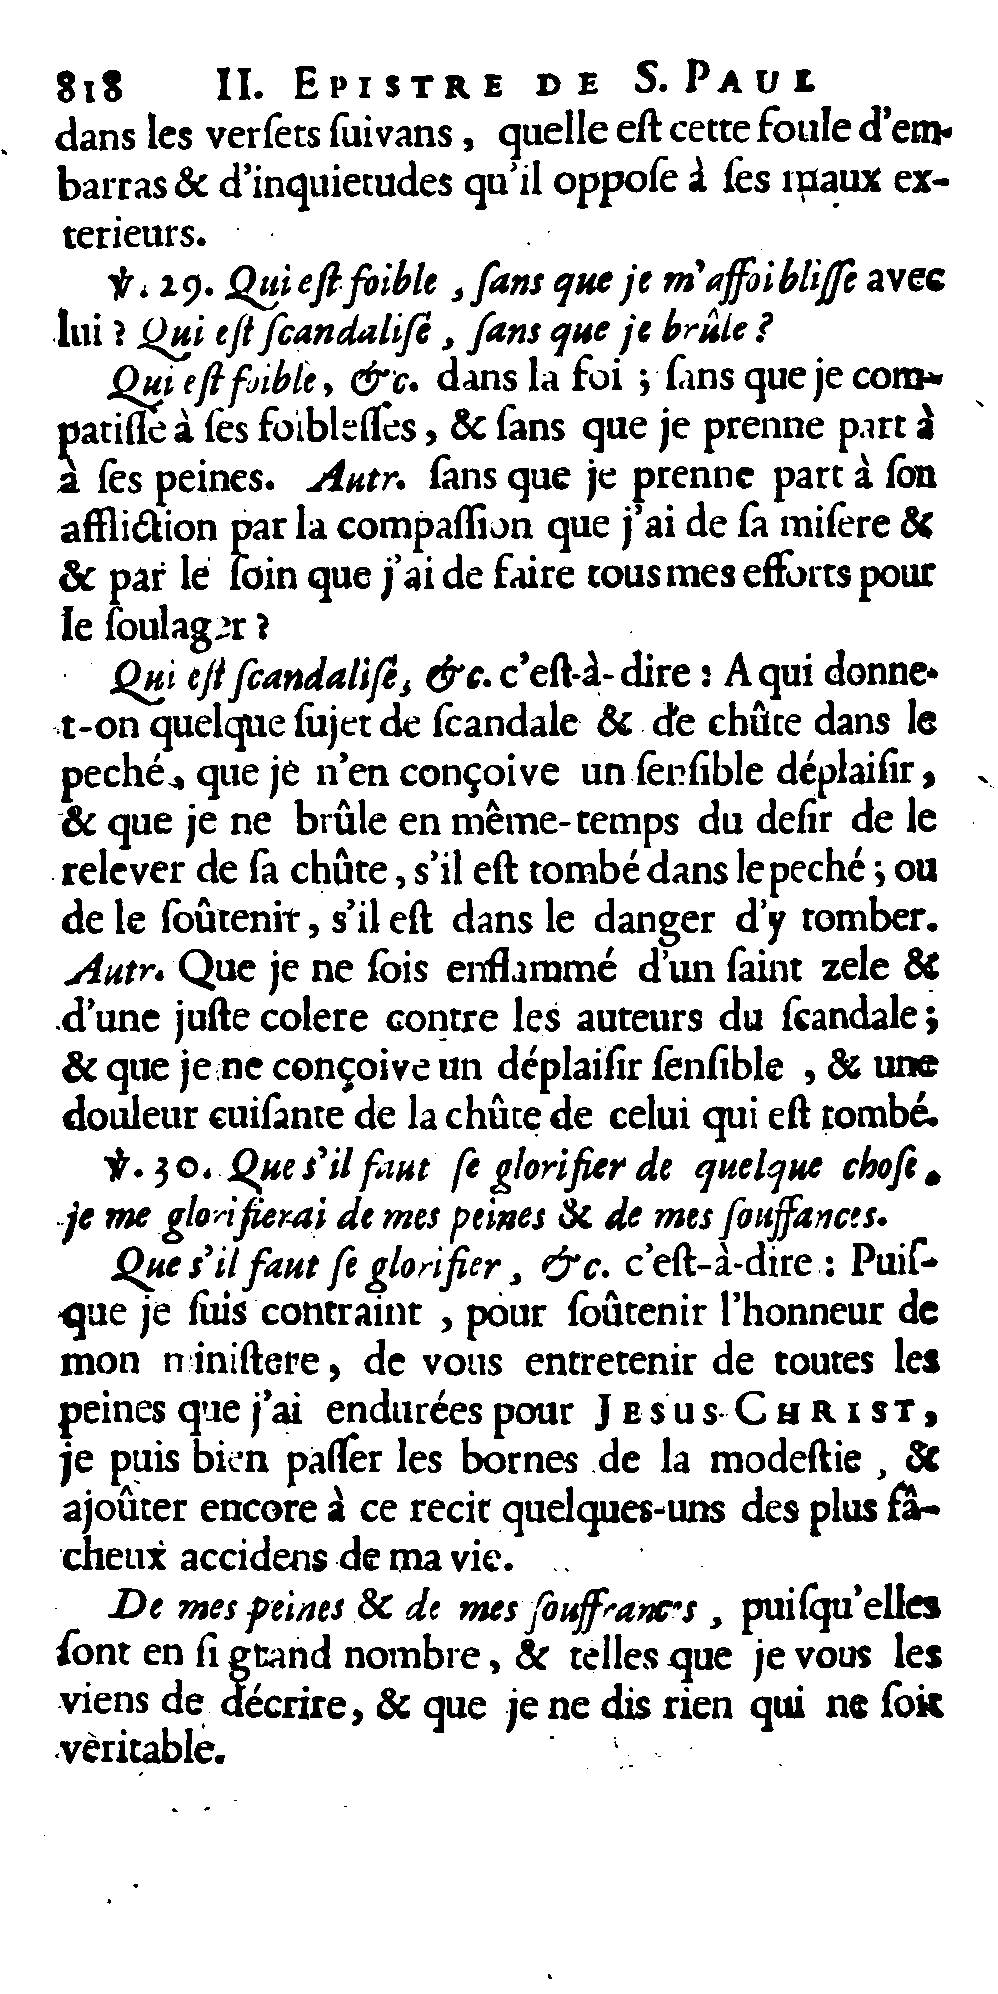 818 II. EPISTRE DE S. PAUL
dans les verſets ſuivans, quelle eſt cette foule d'em-
barras & d'inquietudes qu'il oppoſe à ſes maux ex-
terieurs.
℣. 29. Qui eſt foible, ſans que je m'affoibliſſe avec
lui? Qui eſt ſcandaliſé, ſans que je brûle?
Qui eſt foible, &c. dans la foi; ſans que je com-
patiſſe à ſes foibleſſes, & ſans que je prenne part à
à ſes peines. Autr. ſans que je prenne part à ſon
affliction par la compaſſion que j'ai de ſa miſere &
& par le ſoin que j'ai de faire tous mes efforts pour
le ſoulager?
Qui eſt ſcandaliſé, &c. c'eſt-à-dire: A qui donne-
t-on quelque ſujet de ſcandale & de chûte dans le
peché, que je n'en conçoive un ſenſible déplaiſir,
& que je ne brûle en même-temps du deſir de le
relever de ſa chûte, s'il eſt tombé dans le peché; ou
de le ſoûtenir, s'il eſt dans le danger d'y tomber.
Autr. Que je ne ſois enflammé d'un ſaint zele &
d'une juſte colere contre les auteurs du ſcandale;
& que je ne conçoive un déplaiſir ſenſible, & une
douleur cuiſante de la chûte de celui qui eſt tombé.
℣. 30. Que s'il faut ſe glorifier de quelque choſe.
je me glorifierai de mes peines & de mes ſouffances.
Que s'il faut ſe glorifier, &c. c'eſt-à-dire: Puiſ-
que je ſuis contraint, pour ſoûtenir l'honneur de
mon miniſtere, de vous entretenir de toutes les
peines que j'ai endurées pour JESUS-CHRIST,
je puis bien paſſer les bornes de la modeſtie, &
ajoûter encore à ce recit quelques-uns des plus fâ-
cheux accidens de ma vie.
De mes peines & de mes ſouffrances, puiſqu'elles
ſont en ſi grand nombre, & telles que je vous les
viens de décrire, & que je ne dis rien qui ne ſoit
veritable.